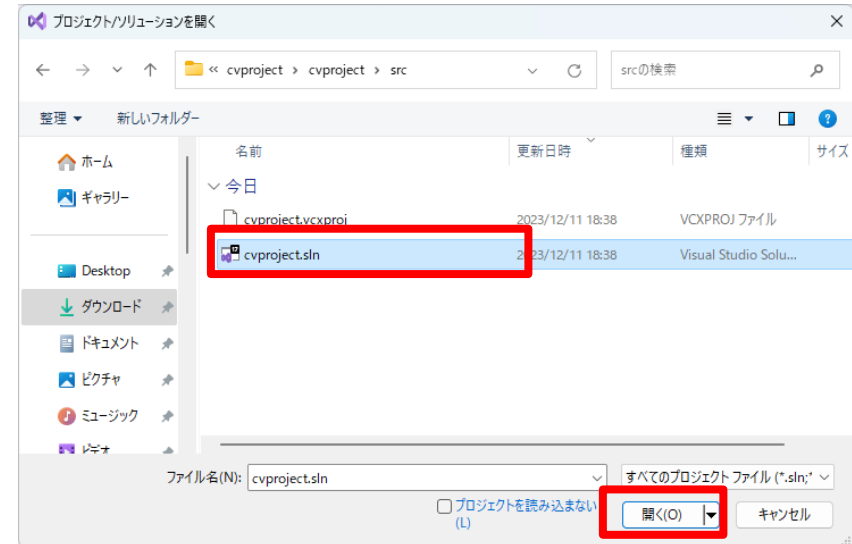 プロジェクト/ソリューションを開く
« cvproject › cvproject › src
srcの検索
整理
新しいフォルダー
ホーム
ギャラリー
Desktop
ダウンロード
ドキュメント
ピクチャ
ミュージック
ビデオ
名前 更新日時 種類 サイズ
今日
cvproject.vcxproj 2023/12/11 18:38 VCXPROJ ファイル
cvproject.sln 2023/12/11 18:38 Visual Studio Solu...
ファイル名(N): cvproject.sln すべてのプロジェクト ファイル (*.sln;*
プロジェクトを読み込まない
(L)
開く(O) キャンセル